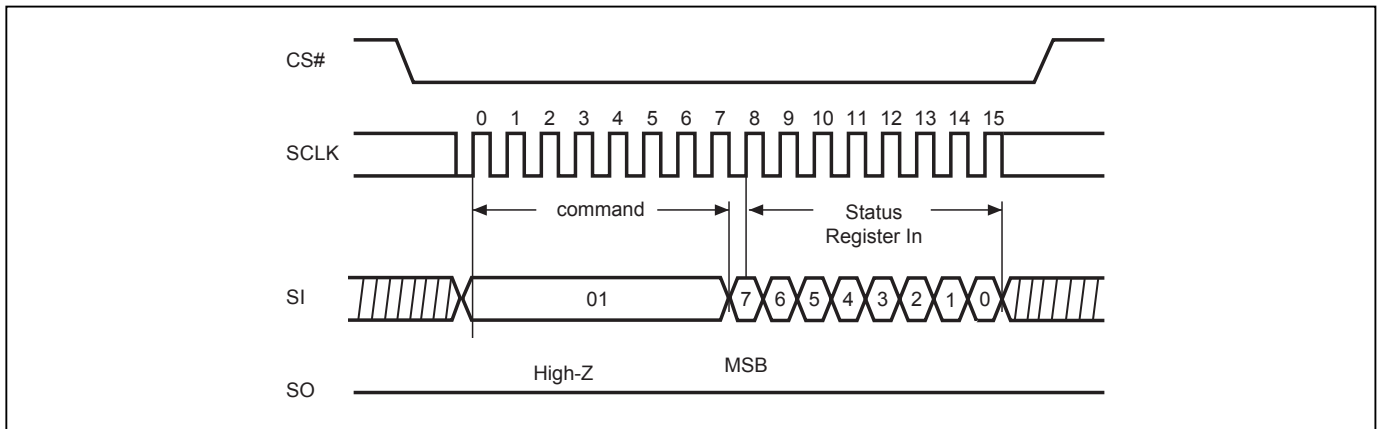 CS#
0 1 2 3 4 5 6 7 8 9 10 11 12 13 14 15
SCLK
command
Status
Register In
SI
01
7 6 5 4 3 2 1 0
MSB
High-Z
SO